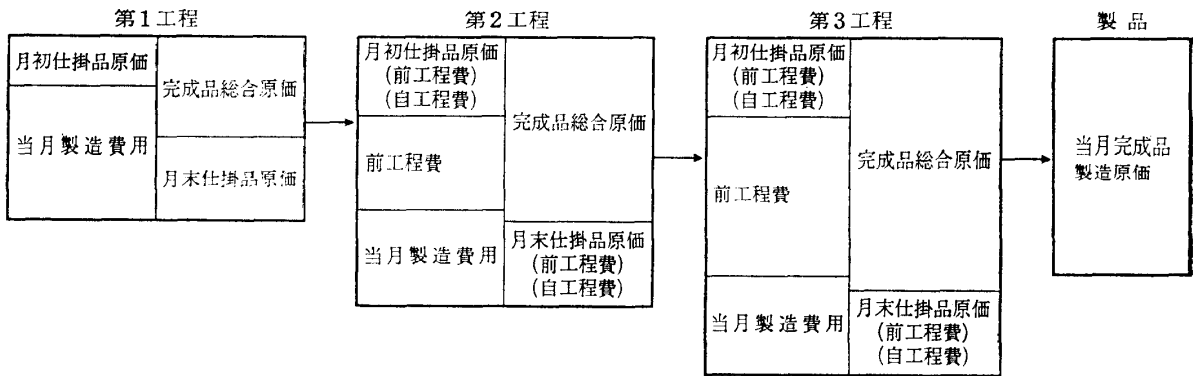 第1工程
月初仕掛品原価
当月製造費用
完成品総合原価
月末仕掛品原価
第2工程
月初仕掛品原価
(前工程費)
(自工程費)
前工程費
当月製造費用
完成品総合原価
月末仕掛品原価
(前工程費)
(自工程費)
第3工程
月初仕掛品原価
(前工程費)
(自工程費)
前工程費
当月製造費用
完成品総合原価
月末仕掛品原価
(前工程費)
(自工程費)
製品
当月完成品
製造原価